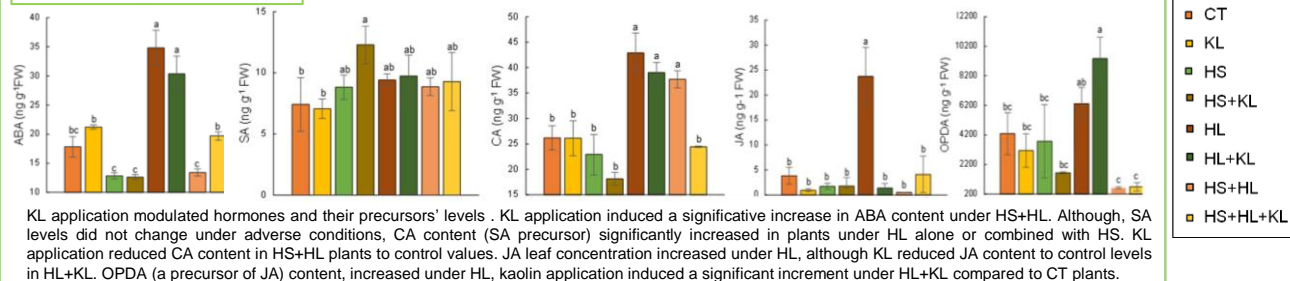 40
35
30
25
20
15
10
ABA (ng g-1FW)
bc
b
c
c
a
a
c
b
15
10
5
0
SA (ng g-1 FW)
b
b
ab
a
ab
ab
ab
ab
50
45
40
35
30
25
20
15
CA (ng g-1 FW)
b
b
b
b
a
a
a
b
35
30
25
20
15
10
5
0
JA (ng g-1 FW)
b
b
b
b
a
b
b
b
12200
10200
8200
6200
4200
2200
200
OPDA (ng g-1 FW)
bc
bc
bc
bc
ab
a
c
c
CT
KL
HS
HS+KL
HL
HL+KL
HS+HL
HS+HL+KL
KL application modulated hormones and their precursors' levels . KL application induced a significative increase in ABA content under HS+HL. Although, SA
levels did not change under adverse conditions, CA content (SA precursor) significantly increased in plants under HL alone or combined with HS. KL
application reduced CA content in HS+HL plants to control values. JA leaf concentration increased under HL, although KL reduced JA content to control levels
in HL+KL. OPDA (a precursor of JA) content, increased under HL, kaolin application induced a significant increment under HL+KL compared to CT plants.